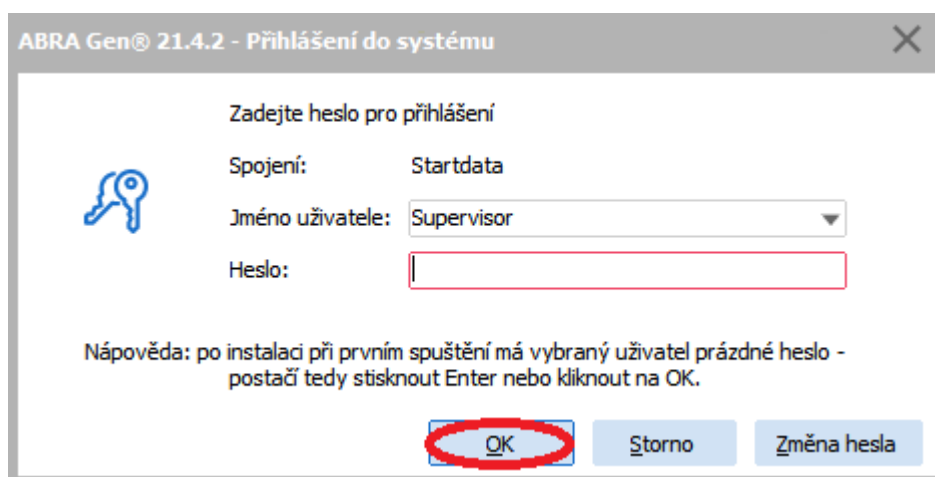 ABRA Gen® 21.4.2 - Přihlášení do systému
Zadejte heslo pro přihlášení
Spojení: Startdata
Jméno uživatele: Supervisor
Heslo:
Nápověda: po instalaci při prvním spuštění má vybraný uživatel prázdné heslo -
postačí tedy stisknout Enter nebo kliknout na OK.
OK Storno Změna hesla